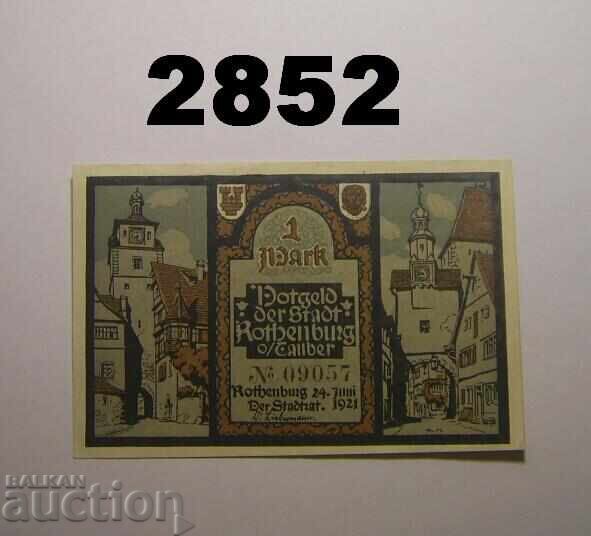 2852
1
Mark
Notgeld
der Stadt
Rothenburg
o/Tauber
No 09057
Rothenburg 24. Juni
Der Stadtrat. 1921
BALKAN
auction